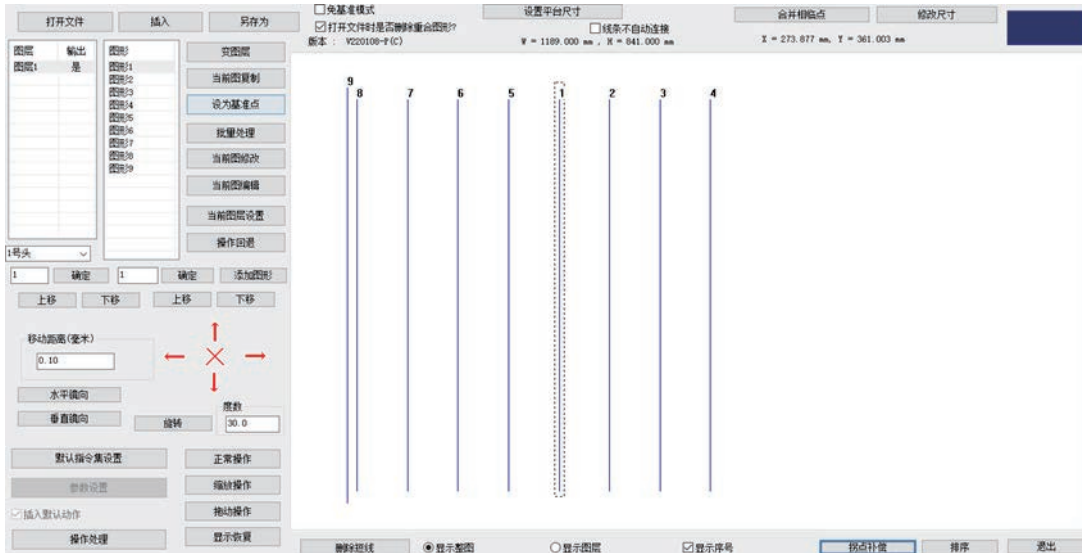 打开文件
插入
另存为
免基准模式
打开文件时是否删除重合图形?
版本 : V220108-P(C)
设置平台尺寸
线条不自动连接
W = 1189.000 mm , H = 841.000 mm
合并相临点
修改尺寸
X = 273.877 mm, Y = 361.003 mm
图层 输出
图层1 是
图形
图形1
图形2
图形3
图形4
图形5
图形6
图形7
图形8
图形9
变图层
当前图复制
设为基准点
批量处理
当前图修改
当前图编辑
当前图层设置
操作回退
1号头
1 确定 1 确定 添加图形
上移 下移 上移 下移
移动距离(毫米)
0.10
水平镜向
垂直镜向
旋转
度数
30.0
默认指令集设置
参数设置
插入默认动作
操作处理
正常操作
缩放操作
拖动操作
显示恢复
9
8 7 6 5 1 2 3 4
删除短线 显示整图 显示图层 显示序号 拐点补偿 排序 退出